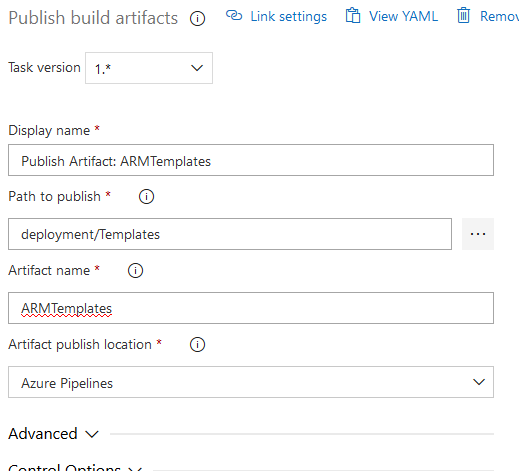 Publish build artifacts Link settings View YAML Remov
Task version 1.*
Display name *
Publish Artifact: ARMTemplates
Path to publish *
deployment/Templates ...
Artifact name *
ARMTemplates
Artifact publish location *
Azure Pipelines
Advanced
Control Options